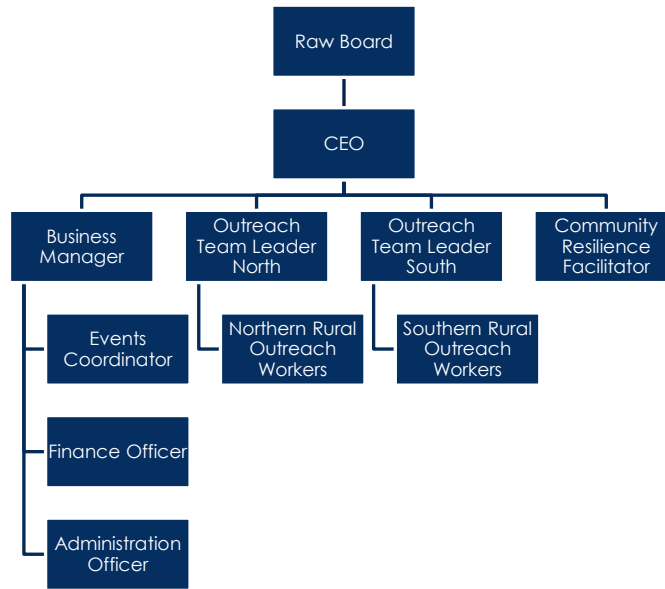 Raw Board
CEO
Business
Manager
Outreach
Team Leader
North
Outreach
Team Leader
South
Community
Resilience
Facilitator
Events
Coordinator
Northern Rural
Outreach
Workers
Southern Rural
Outreach
Workers
Finance Officer
Administration
Officer